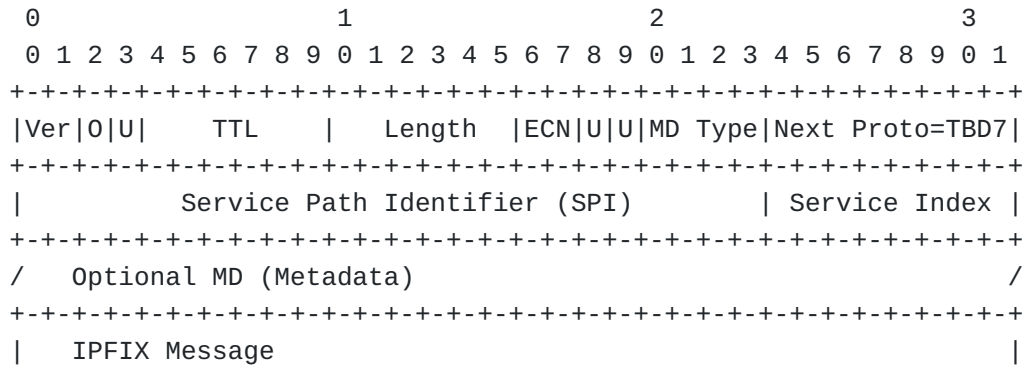 0                   1                   2                   3
 0 1 2 3 4 5 6 7 8 9 0 1 2 3 4 5 6 7 8 9 0 1 2 3 4 5 6 7 8 9 0 1
+-+-+-+-+-+-+-+-+-+-+-+-+-+-+-+-+-+-+-+-+-+-+-+-+-+-+-+-+-+-+-+-+
|Ver|O|U|    TTL    |   Length  |ECN|U|U|MD Type|Next Proto=TBD7|
+-+-+-+-+-+-+-+-+-+-+-+-+-+-+-+-+-+-+-+-+-+-+-+-+-+-+-+-+-+-+-+-+
|          Service Path Identifier (SPI)        | Service Index |
+-+-+-+-+-+-+-+-+-+-+-+-+-+-+-+-+-+-+-+-+-+-+-+-+-+-+-+-+-+-+-+-+
/   Optional MD (Metadata)                                      /
+-+-+-+-+-+-+-+-+-+-+-+-+-+-+-+-+-+-+-+-+-+-+-+-+-+-+-+-+-+-+-+-+
|   IPFIX Message                                               |